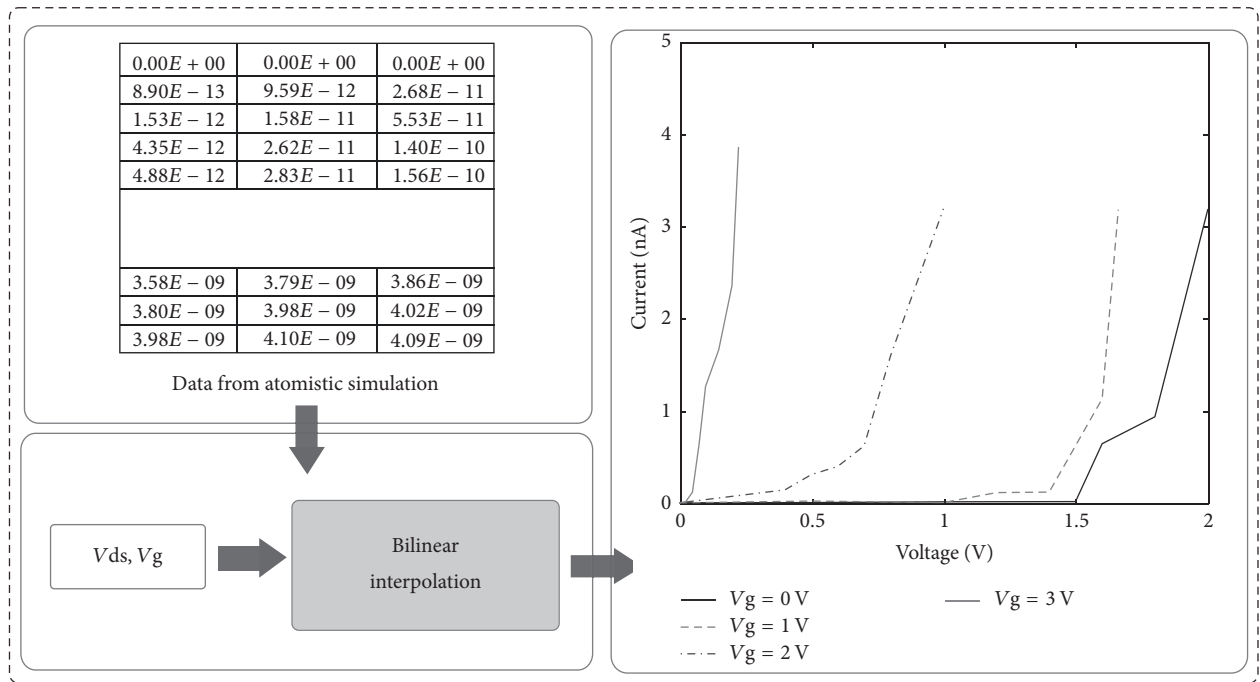 0.00E + 00 0.00E + 00 0.00E + 00
8.90E − 13 9.59E − 12 2.68E − 11
1.53E − 12 1.58E − 11 5.53E − 11
4.35E − 12 2.62E − 11 1.40E − 10
4.88E − 12 2.83E − 11 1.56E − 10
3.58E − 09 3.79E − 09 3.86E − 09
3.80E − 09 3.98E − 09 4.02E − 09
3.98E − 09 4.10E − 09 4.09E − 09
Data from atomistic simulation
Vds, Vg
Bilinear
interpolation
5
4
3
2
1
0
Current (nA)
0 0.5 1 1.5 2
Voltage (V)
Vg = 0 V
Vg = 1 V
Vg = 2 V
Vg = 3 V